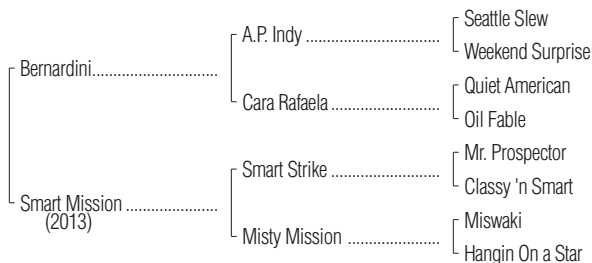 Seattle Slew
A.P. Indy ................................
Weekend Surprise
Bernardini..............................
Quiet American
Cara Rafaela ..........................
Oil Fable
Mr. Prospector
Smart Strike ..........................
Classy 'n Smart
Smart Mission ......................
(2013)
Miswaki
Misty Mission ......................
Hangin On a Star